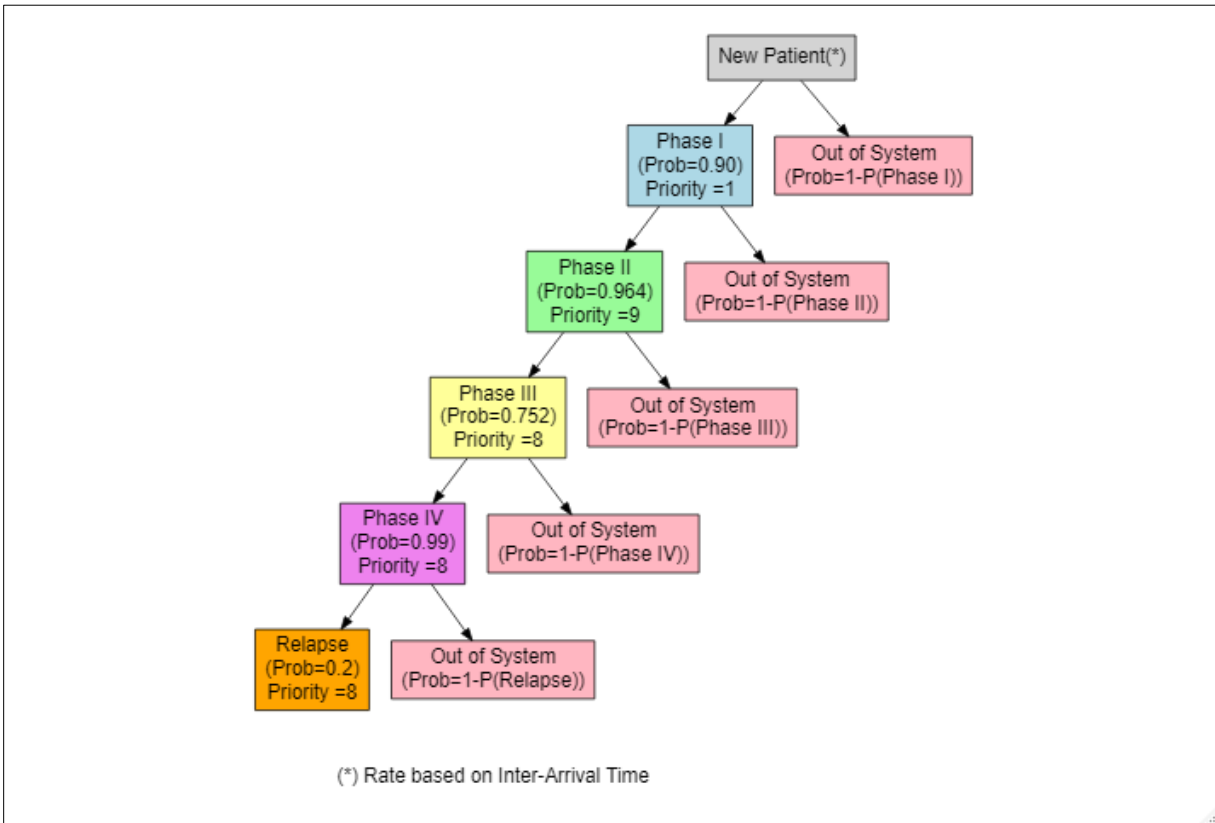 New Patient(*)
Phase I
(Prob=0.90)
Priority =1
Out of System
(Prob=1-P(Phase I))
Phase II
(Prob=0.964)
Priority =9
Out of System
(Prob=1-P(Phase II))
Phase III
(Prob=0.752)
Priority =8
Out of System
(Prob=1-P(Phase III))
Phase IV
(Prob=0.99)
Priority =8
Out of System
(Prob=1-P(Phase IV))
Relapse
(Prob=0.2)
Priority =8
Out of System
(Prob=1-P(Relapse))
(*) Rate based on Inter-Arrival Time